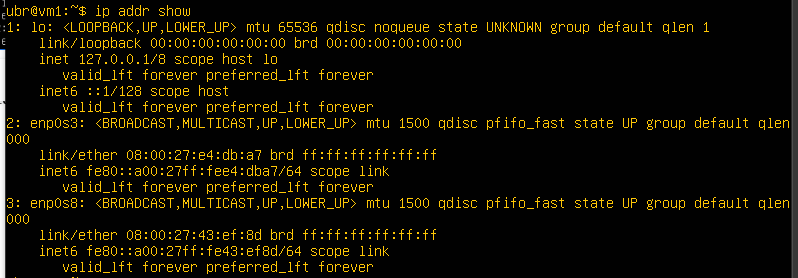 ubr@vm1:~$ ip addr show
1: lo: <LOOPBACK,UP,LOWER_UP> mtu 65536 qdisc noqueue state UNKNOWN group default qlen 1
    link/loopback 00:00:00:00:00:00 brd 00:00:00:00:00:00
    inet 127.0.0.1/8 scope host lo
       valid_lft forever preferred_lft forever
    inet6 ::1/128 scope host
       valid_lft forever preferred_lft forever
2: enp0s3: <BROADCAST,MULTICAST,UP,LOWER_UP> mtu 1500 qdisc pfifo_fast state UP group default qlen
000
    link/ether 08:00:27:e4:db:a7 brd ff:ff:ff:ff:ff:ff
    inet6 fe80::a00:27ff:fee4:dba7/64 scope link
       valid_lft forever preferred_lft forever
3: enp0s8: <BROADCAST,MULTICAST,UP,LOWER_UP> mtu 1500 qdisc pfifo_fast state UP group default qlen
000
    link/ether 08:00:27:43:ef:8d brd ff:ff:ff:ff:ff:ff
    inet6 fe80::a00:27ff:fe43:ef8d/64 scope link
       valid_lft forever preferred_lft forever